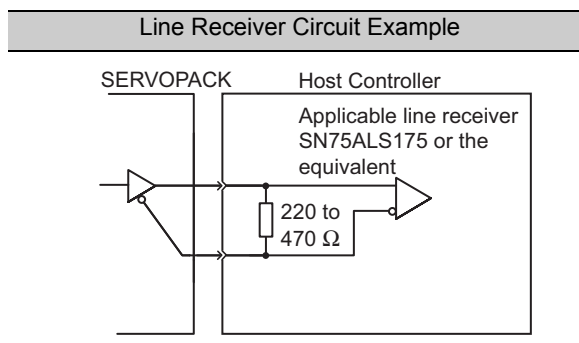 Line Receiver Circuit Example
SERVOPACK
Host Controller
Applicable line receiver
SN75ALS175 or the
equivalent
220 to
470 Ω